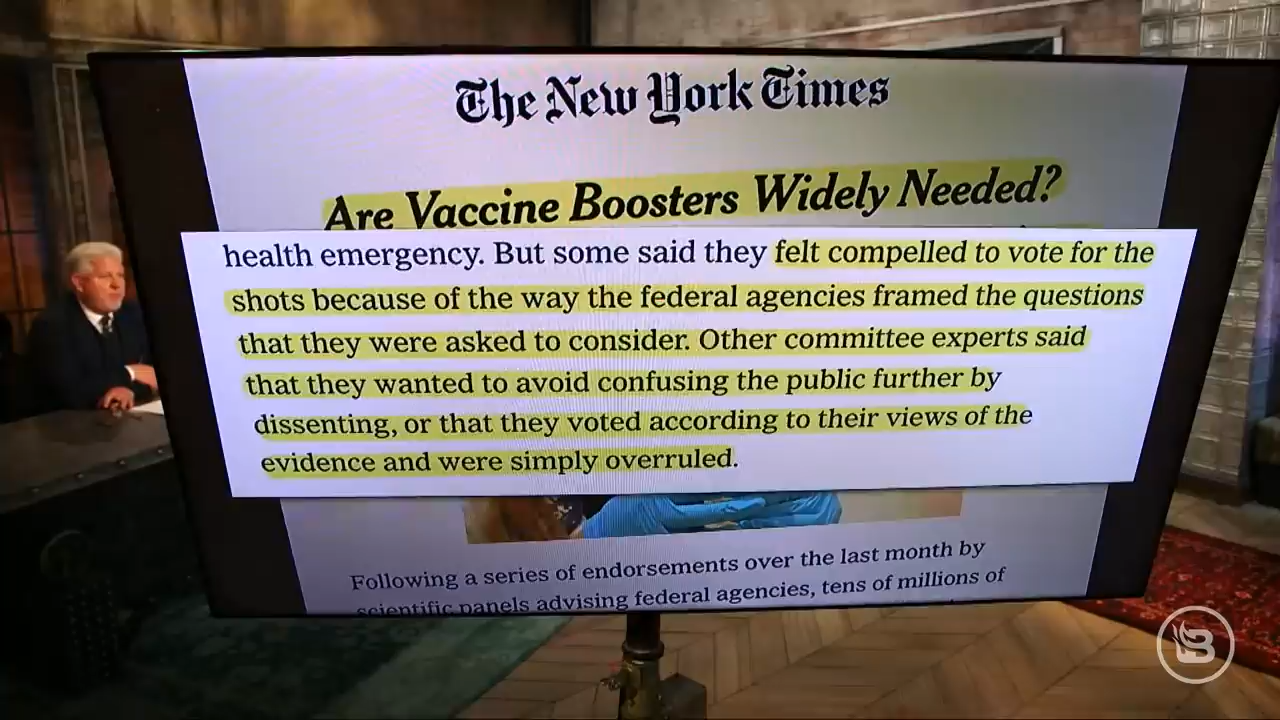 The New York Times
Are Vaccine Boosters Widely Needed?
health emergency. But some said they felt compelled to vote for the
shots because of the way the federal agencies framed the questions
that they were asked to consider. Other committee experts said
that they wanted to avoid confusing the public further by
dissenting, or that they voted according to their views of the
evidence and were simply overruled.
Following a series of endorsements over the last month by
scientific panels advising federal agencies, tens of millions of
B